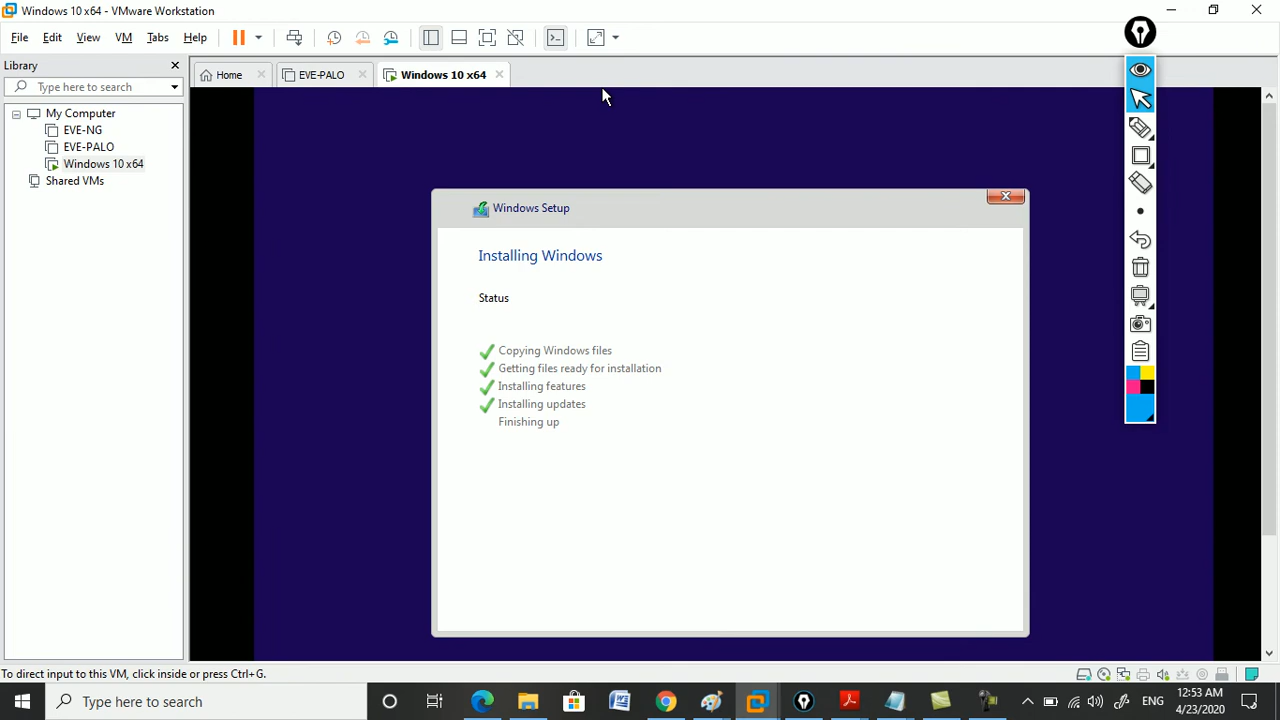 Windows 10 x64 - VMware Workstation
File Edit View VM Tabs Help
Library
Type here to search
My Computer
EVE-NG
EVE-PALO
Windows 10 x64
Shared VMs
Home
EVE-PALO
Windows 10 x64
Windows Setup
Installing Windows
Status
Copying Windows files
Getting files ready for installation
Installing features
Installing updates
Finishing up
To direct input to this VM, click inside or press Ctrl+G.
Type here to search
ENG
12:53 AM
4/23/2020